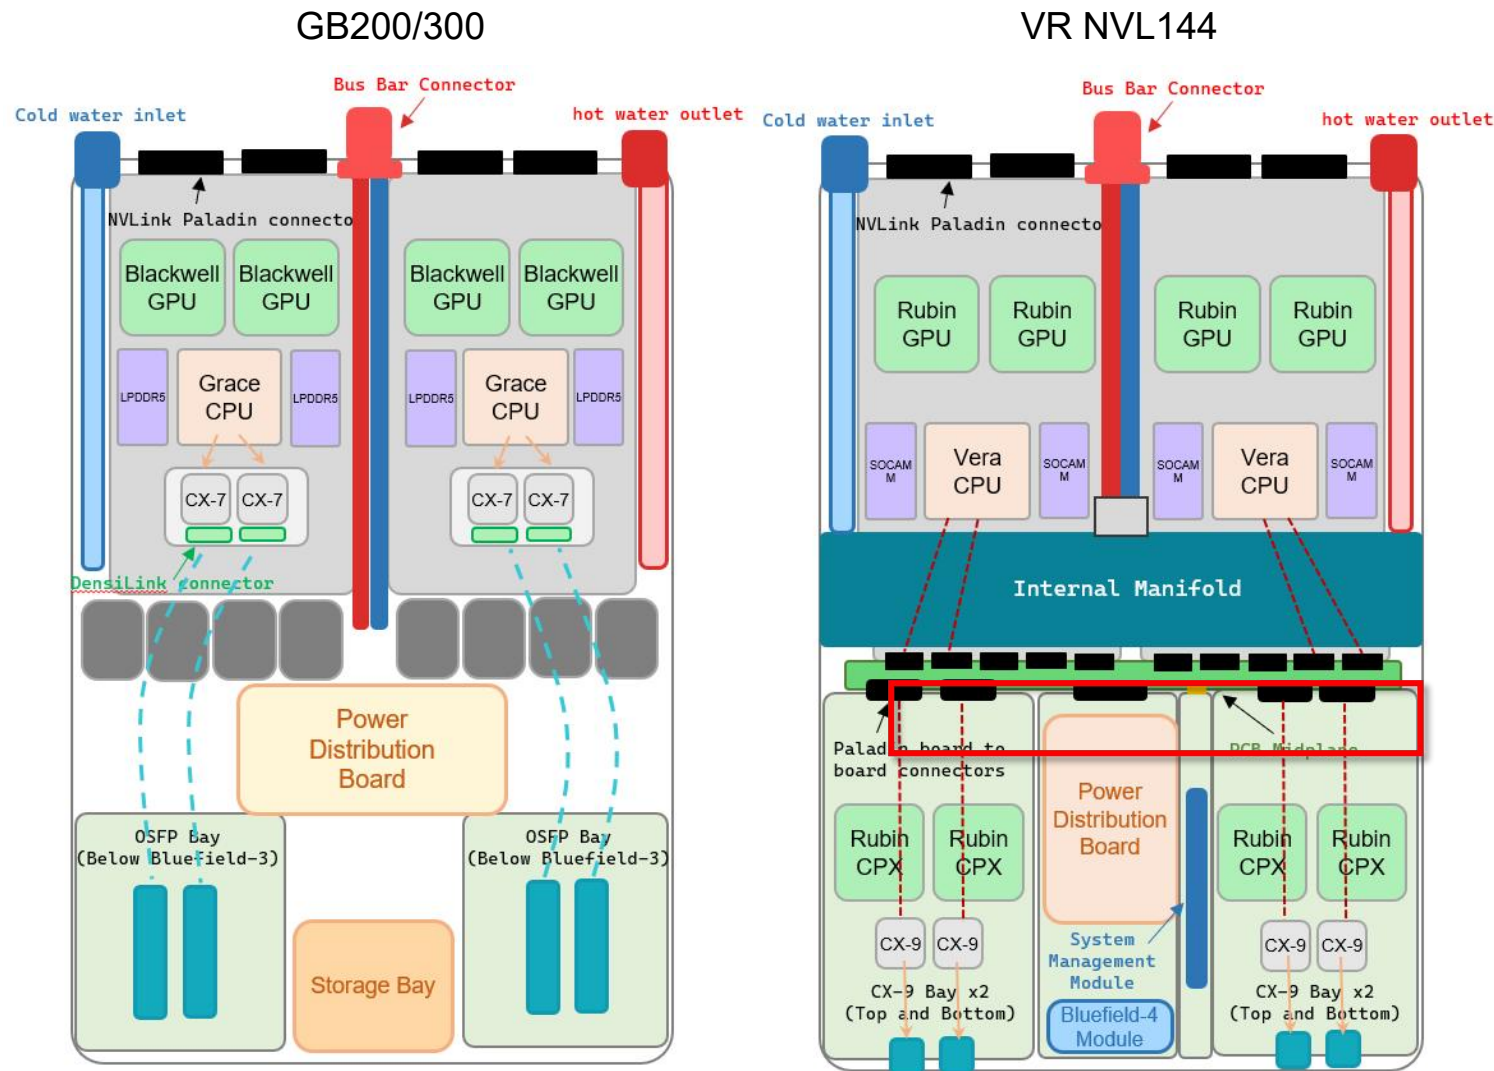 GB200/300
Bus Bar Connector
Cold water inlet
hot water outlet
NVLink Paladin connecto
Blackwell
GPU
Blackwell
GPU
Blackwell
GPU
Blackwell
GPU
LPDDR5
Grace
CPU
LPDDR5
LPDDR5
Grace
CPU
LPDDR5
CX-7
CX-7
CX-7
CX-7
DensiLink connector
Power
Distribution
Board
OSFP Bay
(Below Bluefield-3)
OSFP Bay
(Below Bluefield-3)
Storage Bay
VR NVL144
Bus Bar Connector
Cold water inlet
hot water outlet
NVLink Paladin connecto
Rubin
GPU
Rubin
GPU
Rubin
GPU
Rubin
GPU
SOCAM
M
Vera
CPU
SOCAM
M
SOCAM
M
Vera
CPU
SOCAM
M
Internal Manifold
Paladin board to
board connectors
PCB Midplane
Power
Distribution
Board
Rubin
CPX
Rubin
CPX
Rubin
CPX
Rubin
CPX
CX-9
CX-9
System
Management
Module
CX-9
CX-9
CX-9 Bay x2
(Top and Bottom)
Bluefield-4
Module
CX-9 Bay x2
(Top and Bottom)